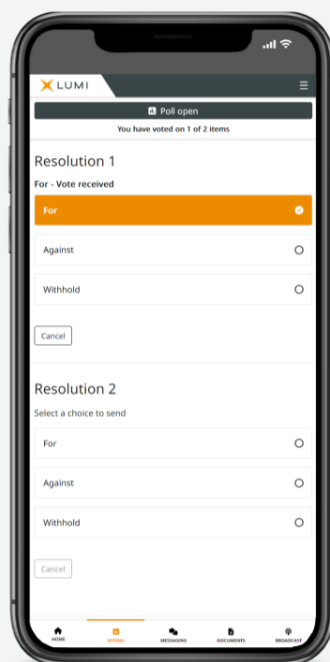 LUMI
Poll open
You have voted on 1 of 2 items
Resolution 1
For - Vote received
For
Against
Withhold
Cancel
Resolution 2
Select a choice to send
For
Against
Withhold
Cancel
HOME
VOTING
MESSAGING
DOCUMENTS
BROADCAST